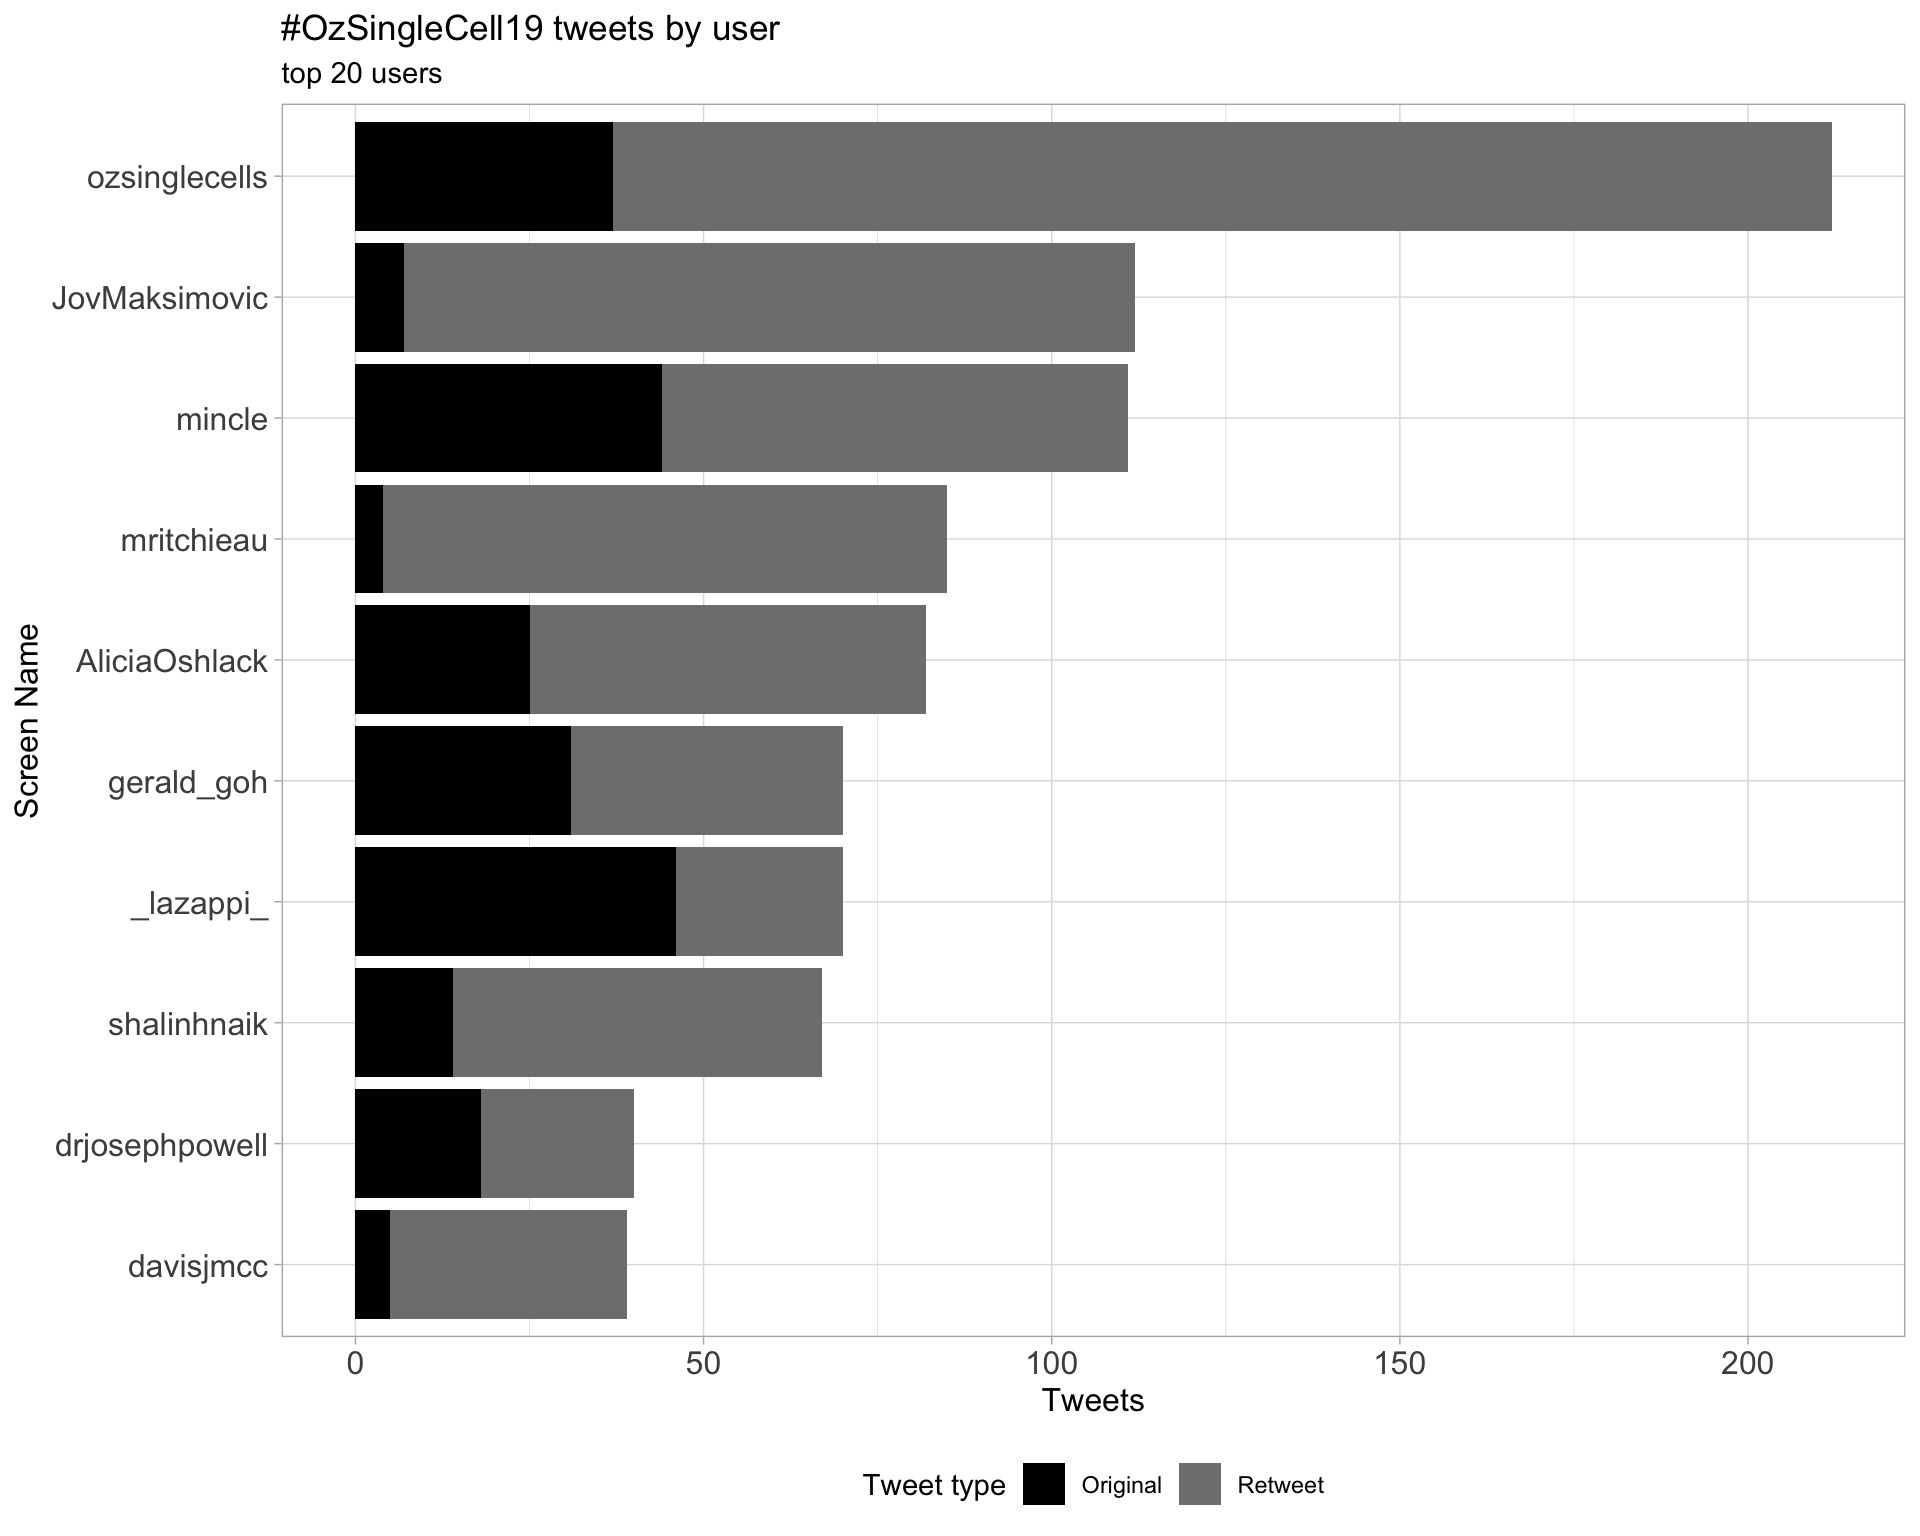 #OzSingleCell19 tweets by user
top 20 users
Screen Name
ozsinglecells
JovMaksimovic
mincle
mritchieau
AliciaOshlack
gerald_goh
_lazappi_
shalinhnaik
drjosephpowell
davisjmcc
0 50 100 150 200
Tweets
Tweet type Original Retweet